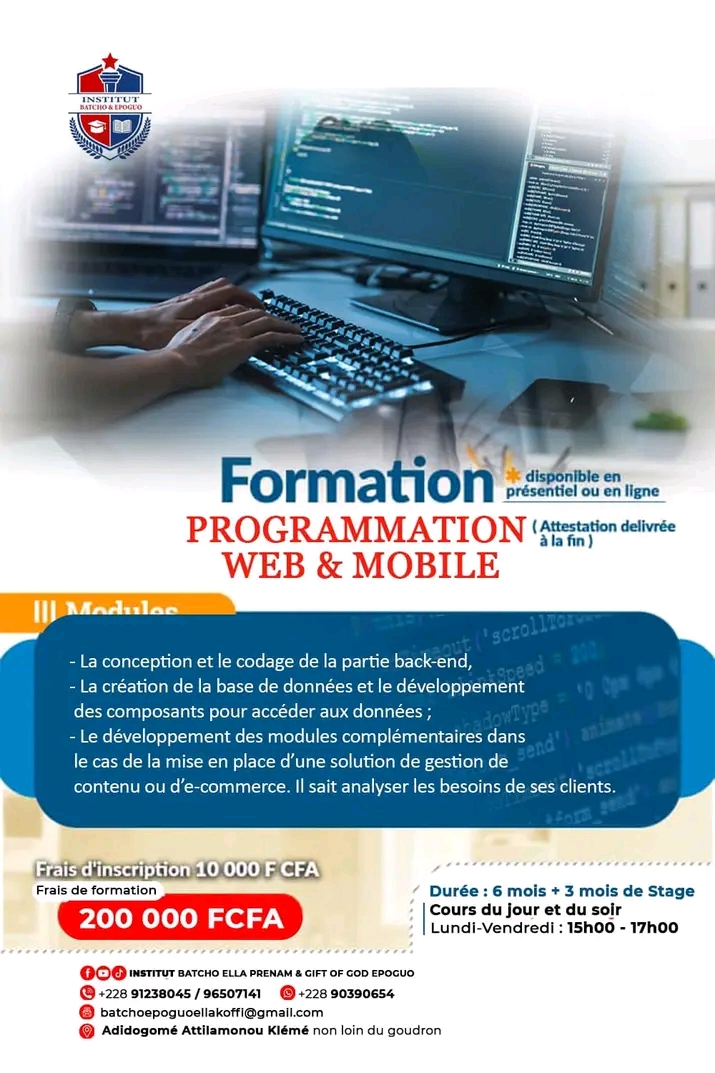 INSTITUT
BATCHO & EPOGUO
Formation
* disponible en
présentiel ou en ligne
PROGRAMMATION
WEB & MOBILE
( Attestation delivrée
à la fin )
Modules
- La conception et le codage de la partie back-end,
- La création de la base de données et le développement
des composants pour accéder aux données ;
- Le développement des modules complémentaires dans
le cas de la mise en place d’une solution de gestion de
contenu ou d’e-commerce. Il sait analyser les besoins de ses clients.
Frais d'inscription 10 000 F CFA
Frais de formation
200 000 FCFA
Durée : 6 mois + 3 mois de Stage
Cours du jour et du soir
Lundi-Vendredi : 15h00 - 17h00
INSTITUT BATCHO ELLA PRENAM & GIFT OF GOD EPOGUO
+228 91238045 / 96507141 +228 90390654
batchoepoguoellakoffi@gmail.com
Adidogomé Attilamonou Klémé non loin du goudron